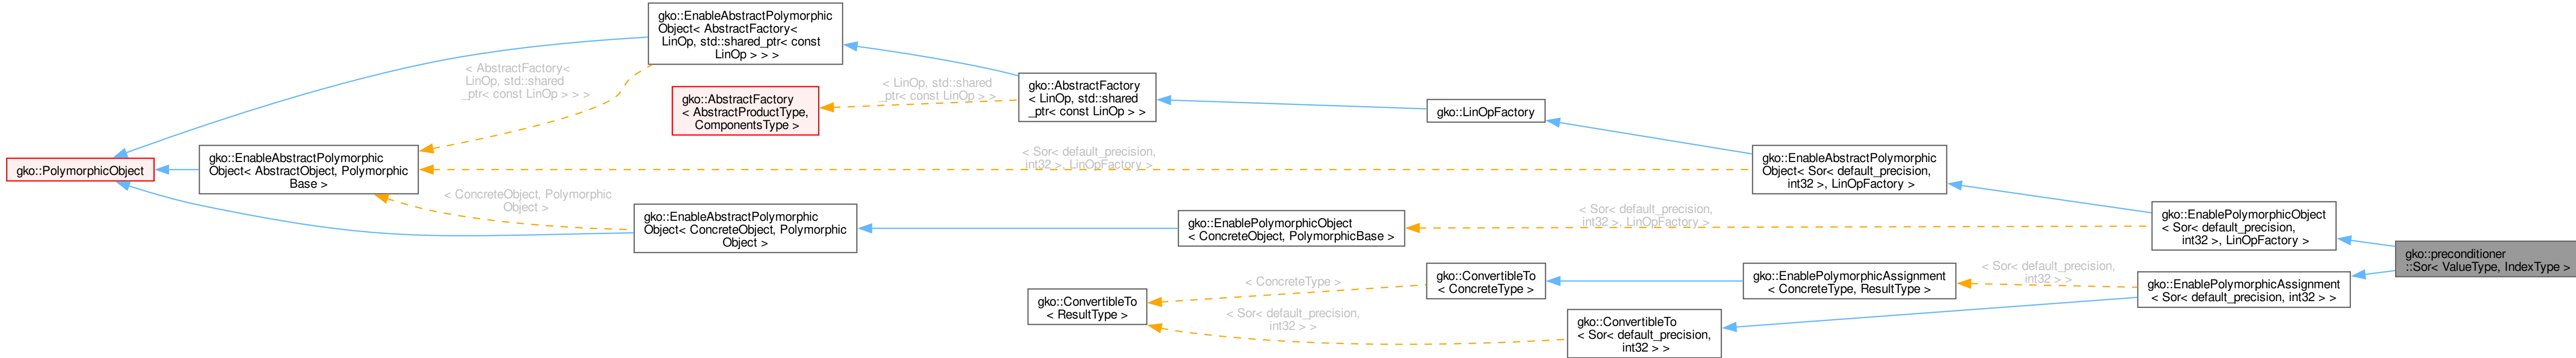 gko::EnableAbstractPolymorphic
Object< AbstractFactory<
LinOp, std::shared_ptr< const
LinOp > > >
< AbstractFactory<
LinOp, std::shared
_ptr< const LinOp > > >
gko::AbstractFactory
< AbstractProductType,
ComponentsType >
< LinOp, std::shared
_ptr< const LinOp > >
gko::AbstractFactory
< LinOp, std::shared
_ptr< const LinOp > >
gko::LinOpFactory
gko::PolymorphicObject
gko::EnableAbstractPolymorphic
Object< AbstractObject, Polymorphic
Base >
< Sor< default_precision,
int32 >, LinOpFactory >
gko::EnableAbstractPolymorphic
Object< Sor< default_precision,
int32 >, LinOpFactory >
< ConcreteObject, Polymorphic
Object >
gko::EnableAbstractPolymorphic
Object< ConcreteObject, Polymorphic
Object >
gko::EnablePolymorphicObject
< ConcreteObject, PolymorphicBase >
< Sor< default_precision,
int32 >, LinOpFactory >
gko::EnablePolymorphicObject
< Sor< default_precision,
int32 >, LinOpFactory >
gko::preconditioner
::Sor< ValueType, IndexType >
gko::ConvertibleTo
< ResultType >
< ConcreteType >
gko::ConvertibleTo
< ConcreteType >
gko::EnablePolymorphicAssignment
< ConcreteType, ResultType >
< Sor< default_precision,
int32 > >
gko::EnablePolymorphicAssignment
< Sor< default_precision, int32 > >
< Sor< default_precision,
int32 > >
gko::ConvertibleTo
< Sor< default_precision,
int32 > >